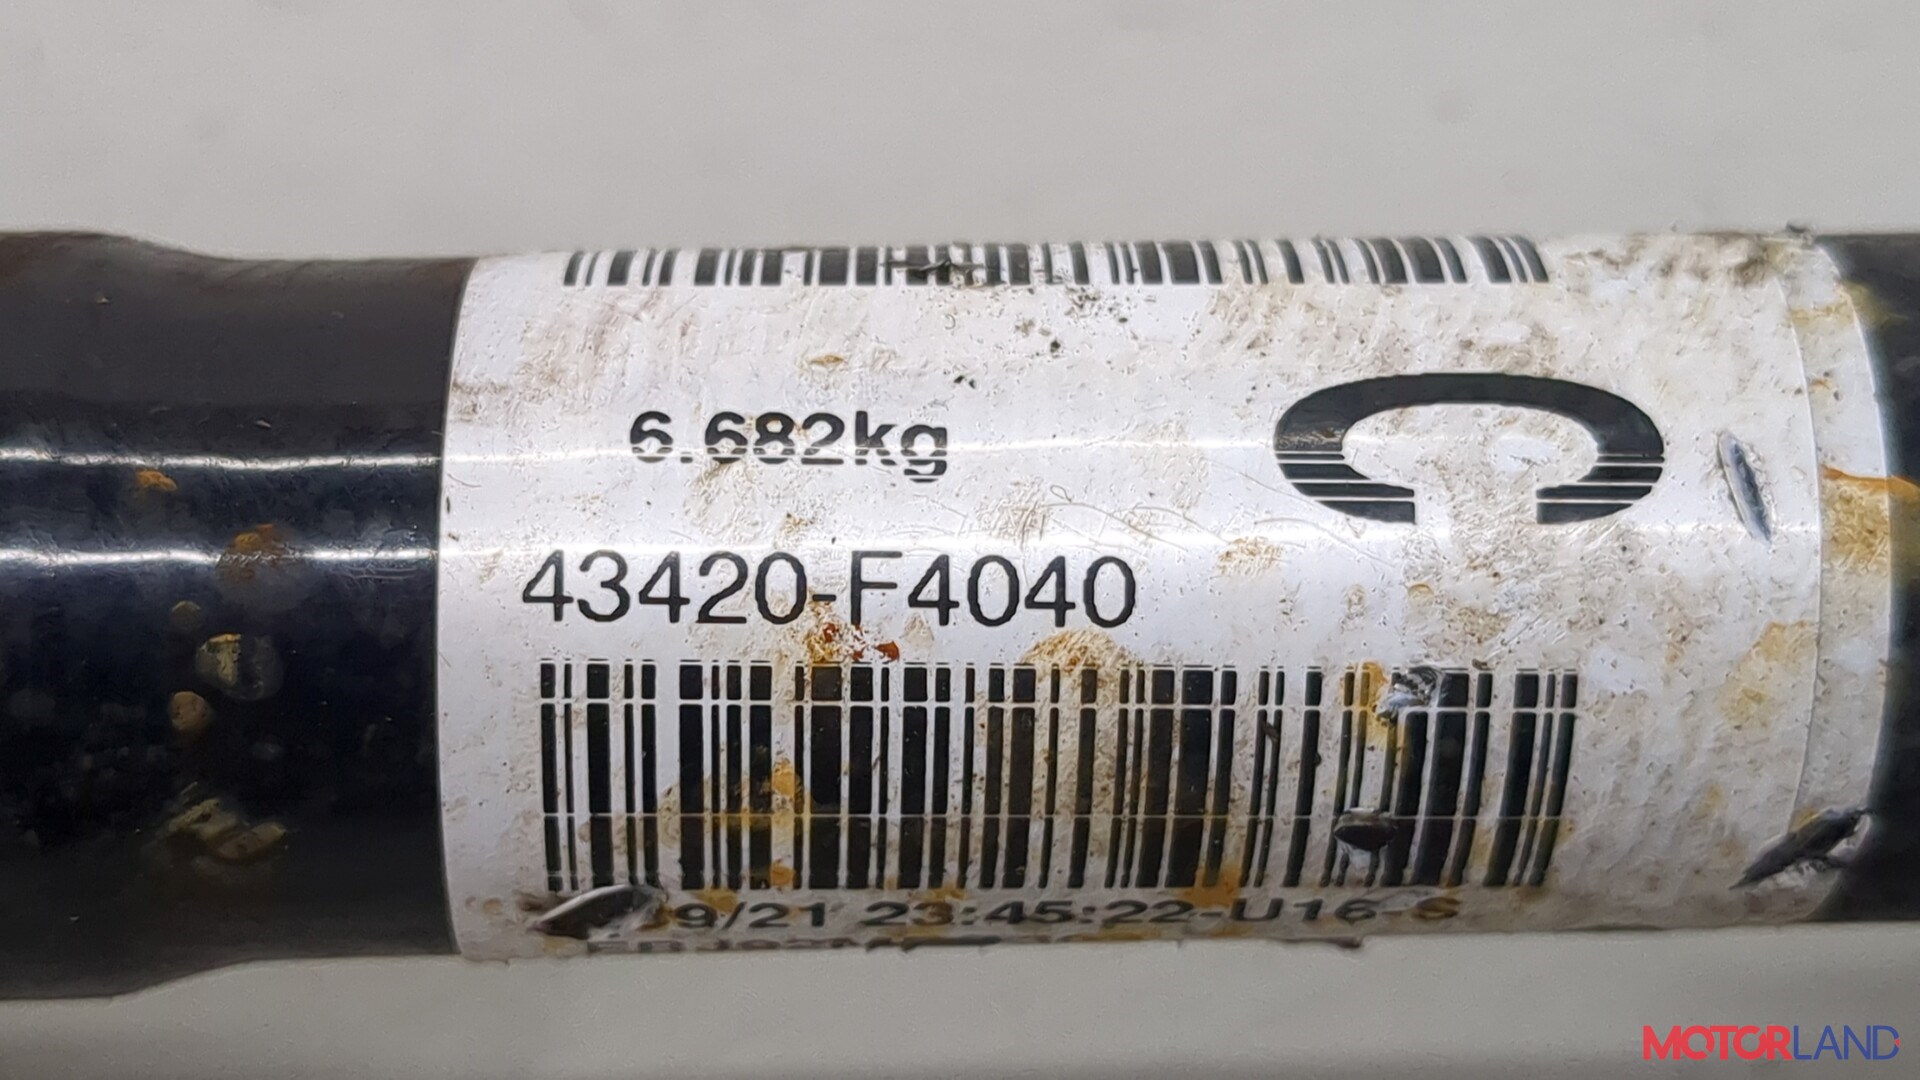 6.682kg
C
43420-F4040
9/21 23:45:22-U16-S
MOTORLAND